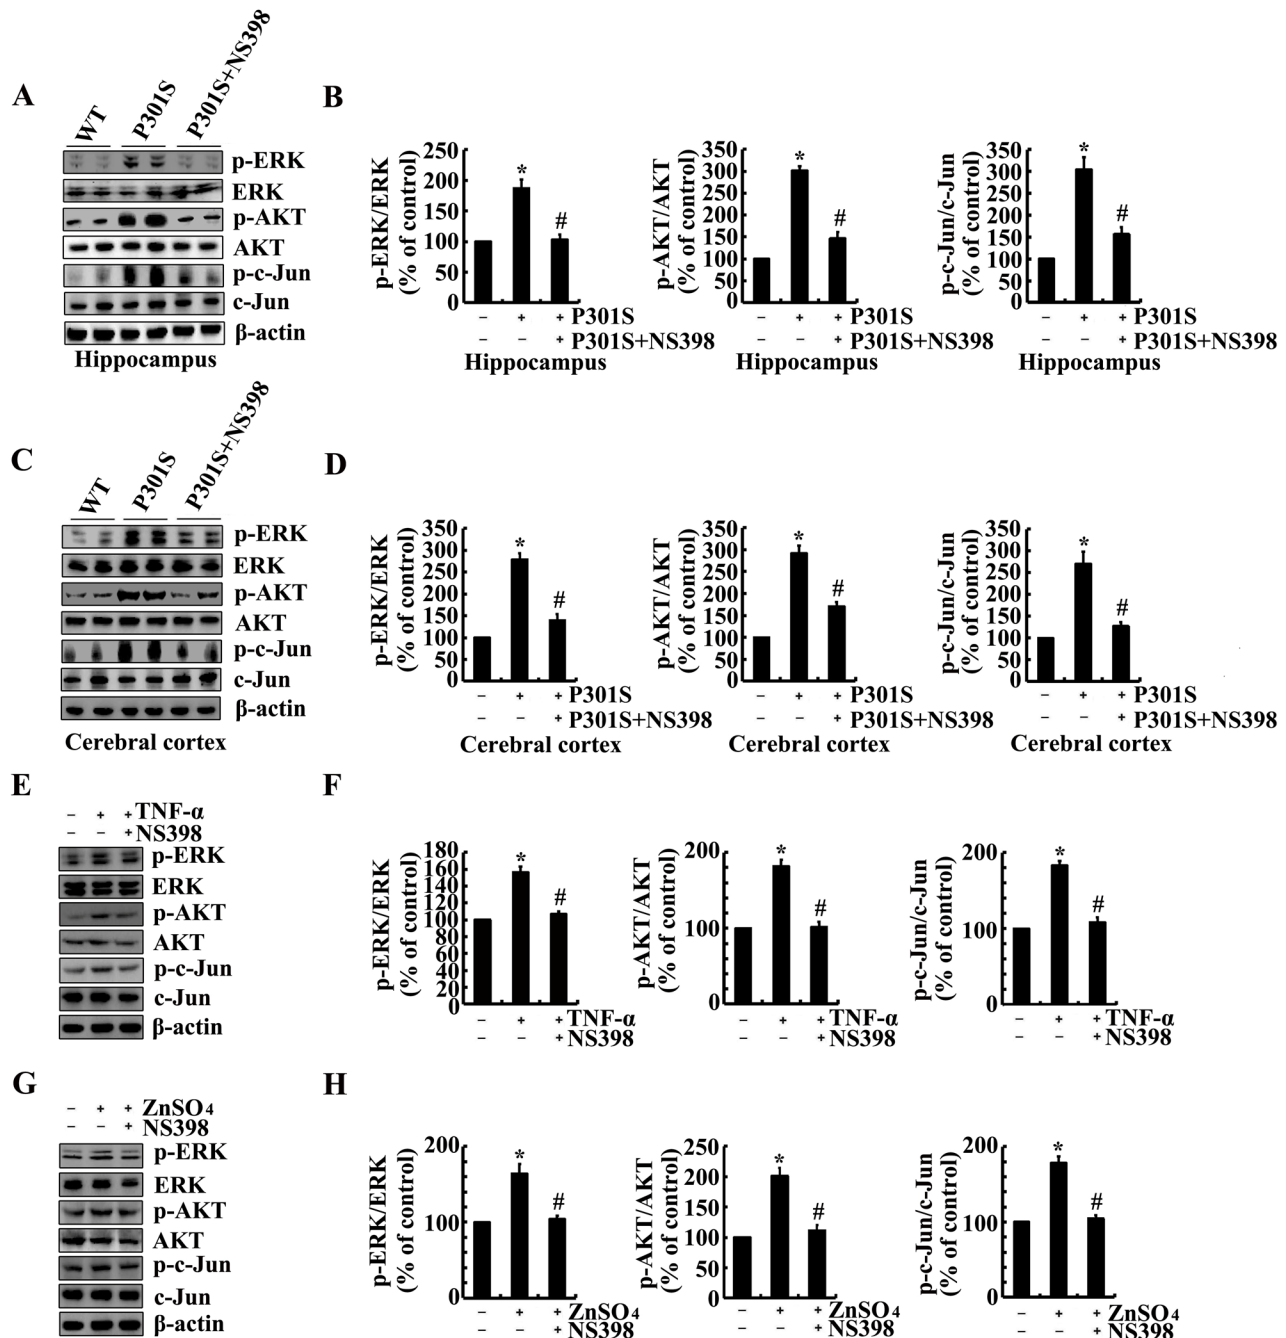 A
WT
P301S
P301S+NS398
p-ERK
ERK
p-AKT
AKT
p-c-Jun
c-Jun
β-actin
Hippocampus
B
p-ERK/ERK
(% of control)
250
200
150
100
50
0
*
#
– + + P301S
– – + P301S+NS398
Hippocampus
p-AKT/AKT
(% of control)
350
300
250
200
150
100
50
0
*
#
– + + P301S
– – + P301S+NS398
Hippocampus
p-c-Jun/c-Jun
(% of control)
350
300
250
200
150
100
50
0
*
#
– + + P301S
– – + P301S+NS398
Hippocampus
C
WT
P301S
P301S+NS398
p-ERK
ERK
p-AKT
AKT
p-c-Jun
c-Jun
β-actin
Cerebral cortex
D
p-ERK/ERK
(% of control)
350
300
250
200
150
100
50
0
*
#
– + + P301S
– – + P301S+NS398
Cerebral cortex
p-AKT/AKT
(% of control)
350
300
250
200
150
100
50
0
*
#
– + + P301S
– – + P301S+NS398
Cerebral cortex
p-c-Jun/c-Jun
(% of control)
350
300
250
200
150
100
50
0
*
#
– + + P301S
– – + P301S+NS398
Cerebral cortex
E
– + + TNF-α
– – + NS398
p-ERK
ERK
p-AKT
AKT
p-c-Jun
c-Jun
β-actin
F
p-ERK/ERK
(% of control)
180
160
140
120
100
80
60
40
20
0
*
#
– + + TNF-α
– – + NS398
p-AKT/AKT
(% of control)
200
100
0
*
#
– + + TNF-α
– – + NS398
p-c-Jun/c-Jun
(% of control)
200
100
0
*
#
– + + TNF-α
– – + NS398
G
– + + ZnSO4
– – + NS398
p-ERK
ERK
p-AKT
AKT
p-c-Jun
c-Jun
β-actin
H
p-ERK/ERK
(% of control)
200
100
0
*
#
– + + ZnSO4
– – + NS398
p-AKT/AKT
(% of control)
250
200
150
100
50
0
*
#
– + + ZnSO4
– – + NS398
p-c-Jun/c-Jun
(% of control)
200
100
0
*
#
– + + ZnSO4
– – + NS398